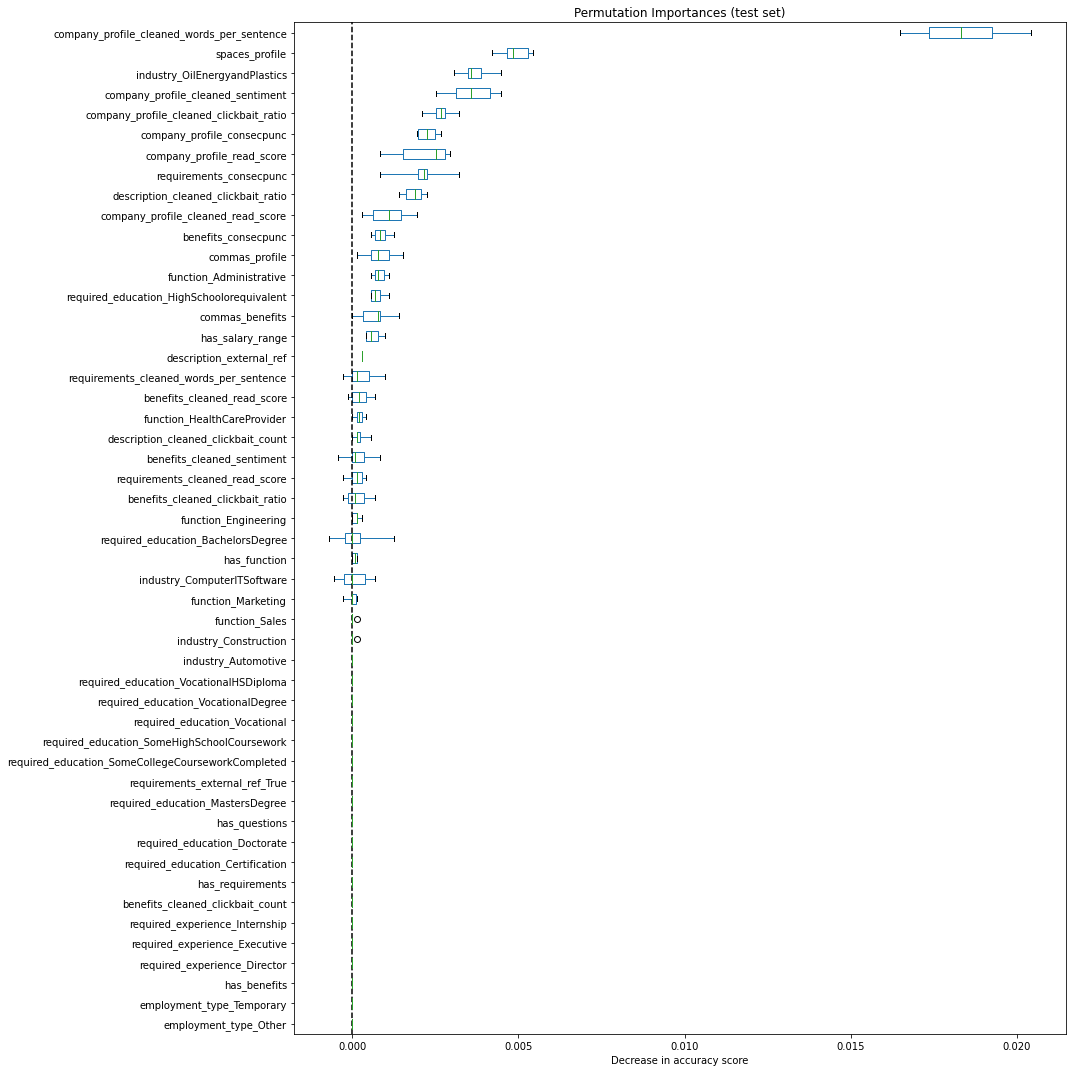 Permutation Importances (test set)
company_profile_cleaned_words_per_sentence
spaces_profile
industry_OilEnergyandPlastics
company_profile_cleaned_sentiment
company_profile_cleaned_clickbait_ratio
company_profile_consecpunc
company_profile_read_score
requirements_consecpunc
description_cleaned_clickbait_ratio
company_profile_cleaned_read_score
benefits_consecpunc
commas_profile
function_Administrative
required_education_HighSchoolorequivalent
commas_benefits
has_salary_range
description_external_ref
requirements_cleaned_words_per_sentence
benefits_cleaned_read_score
function_HealthCareProvider
description_cleaned_clickbait_count
benefits_cleaned_sentiment
requirements_cleaned_read_score
benefits_cleaned_clickbait_ratio
function_Engineering
required_education_BachelorsDegree
has_function
industry_ComputerITSoftware
function_Marketing
function_Sales
industry_Construction
industry_Automotive
required_education_VocationalHSDiploma
required_education_VocationalDegree
required_education_Vocational
required_education_SomeHighSchoolCoursework
required_education_SomeCollegeCourseworkCompleted
requirements_external_ref_True
required_education_MastersDegree
has_questions
required_education_Doctorate
required_education_Certification
has_requirements
benefits_cleaned_clickbait_count
required_experience_Internship
required_experience_Executive
required_experience_Director
has_benefits
employment_type_Temporary
employment_type_Other
0.000 0.005 0.010 0.015 0.020
Decrease in accuracy score